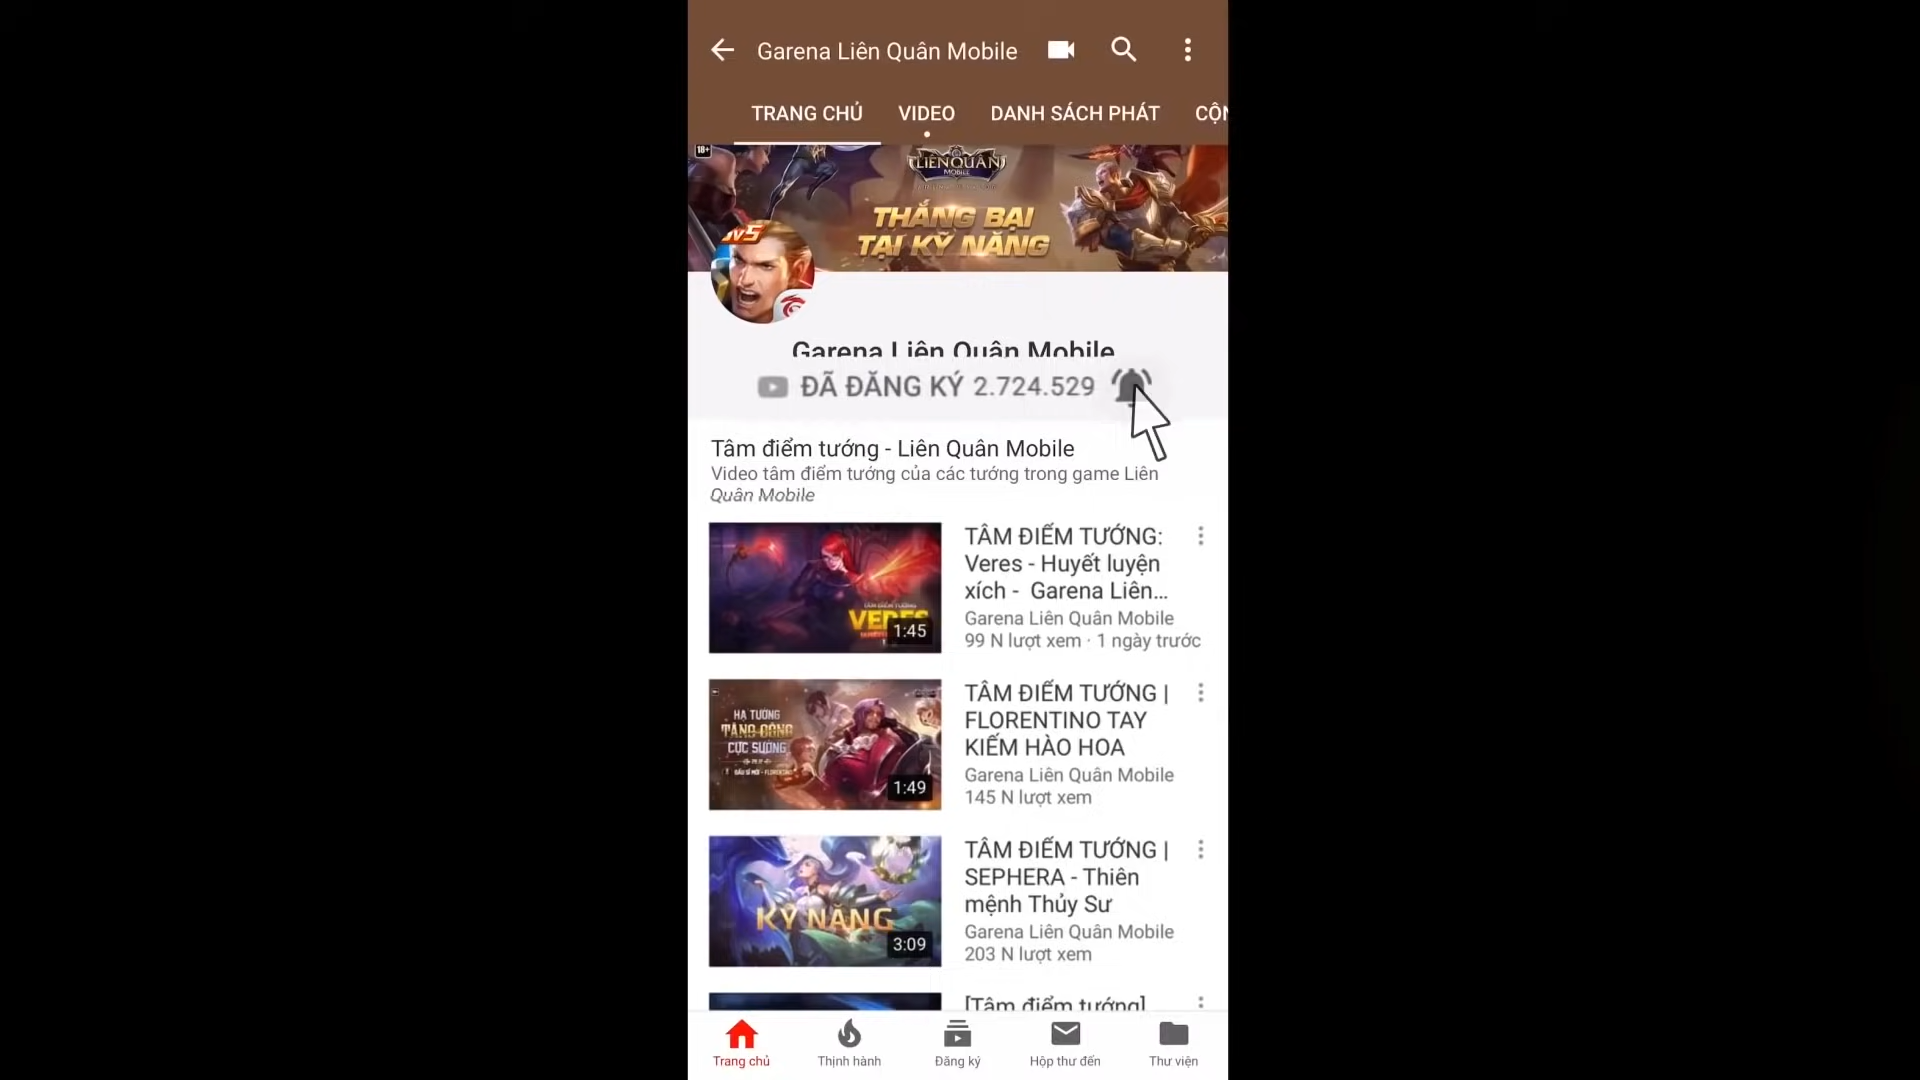 Garena Liên Quân Mobile
TRANG CHỦ VIDEO DANH SÁCH PHÁT CỘN
18+
LIÊN QUÂN
MOBILE
THẮNG BẠI
TẠI KỸ NĂNG
5v5
Garena Liên Quân Mobile
ĐÃ ĐĂNG KÝ 2.724.529
Tâm điểm tướng - Liên Quân Mobile
Video tâm điểm tướng của các tướng trong game Liên
Quân Mobile
TÂM ĐIỂM TƯỚNG:
Veres - Huyết luyện
xích - Garena Liên...
Garena Liên Quân Mobile
99 N lượt xem · 1 ngày trước
VERES
1:45
TÂM ĐIỂM TƯỚNG |
FLORENTINO TAY
KIẾM HÀO HOA
Garena Liên Quân Mobile
145 N lượt xem
HẠ TƯỚNG
TĂNG ĐỘNG
CỰC SƯỚNG
1:49
TÂM ĐIỂM TƯỚNG |
SEPHERA - Thiên
mệnh Thủy Sư
Garena Liên Quân Mobile
203 N lượt xem
KỸ NĂNG
3:09
[Tâm điểm tướng]
Trang chủ Thịnh hành Đăng ký Hộp thư đến Thư viện